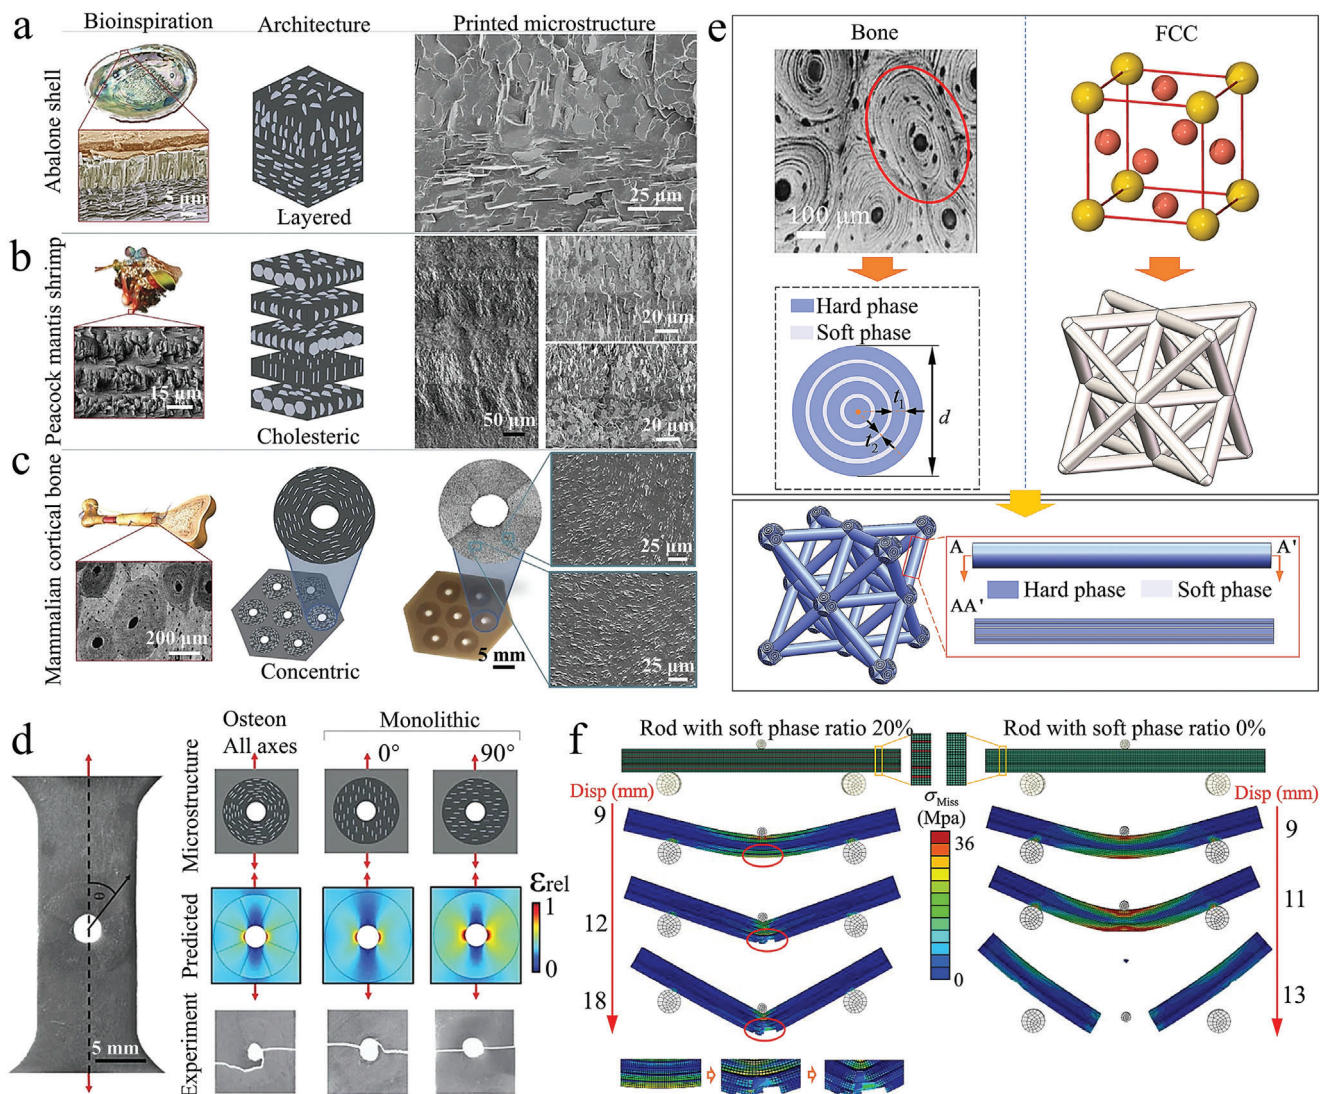 a
Bioinspiration
Architecture
Printed microstructure
Abalone shell
5 μm
Layered
25 μm
b
Peacock mantis shrimp
15 μm
Cholesteric
50 μm
20 μm
20 μm
c
Mammalian cortical bone
200 μm
Concentric
5 mm
25 μm
25 μm
d
Osteon
All axes
Monolithic
0°
90°
Microstructure
Predicted
Experiment
θ
5 mm
εrel
1
0
e
Bone
FCC
100 μm
Hard phase
Soft phase
t1
t2
d
A
A'
Hard phase
Soft phase
AA'
f
Rod with soft phase ratio 20%
Rod with soft phase ratio 0%
Disp (mm)
σMiss
(Mpa)
36
0
Disp (mm)
9
12
18
9
11
13